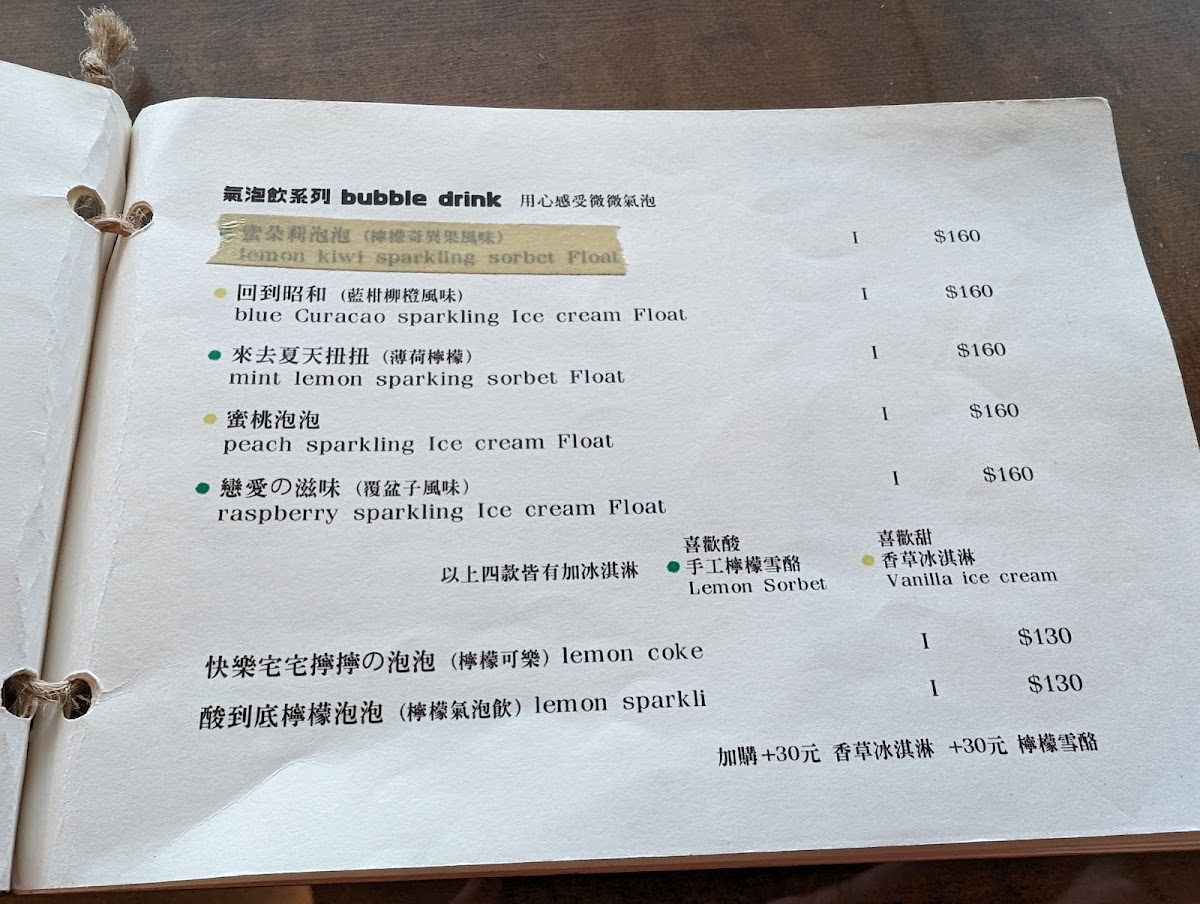 氣泡飲系列 bubble drink 用心感受微微氣泡
蜜朵莉泡泡 (檸檬奇異果風味) I $160
lemon kiwi sparkling sorbet Float
回到昭和 (藍柑柳橙風味) I $160
blue Curacao sparkling Ice cream Float
來去夏天扭扭 (薄荷檸檬) I $160
mint lemon sparking sorbet Float
蜜桃泡泡 I $160
peach sparkling Ice cream Float
戀愛の滋味 (覆盆子風味) I $160
raspberry sparkling Ice cream Float
喜歡酸 喜歡甜
以上四款皆有加冰淇淋 手工檸檬雪酪 香草冰淇淋
Lemon Sorbet Vanilla ice cream
快樂宅宅擰擰の泡泡 (檸檬可樂) lemon coke I $130
酸到底檸檬泡泡 (檸檬氣泡飲) lemon sparkli I $130
加購+30元 香草冰淇淋 +30元 檸檬雪酪